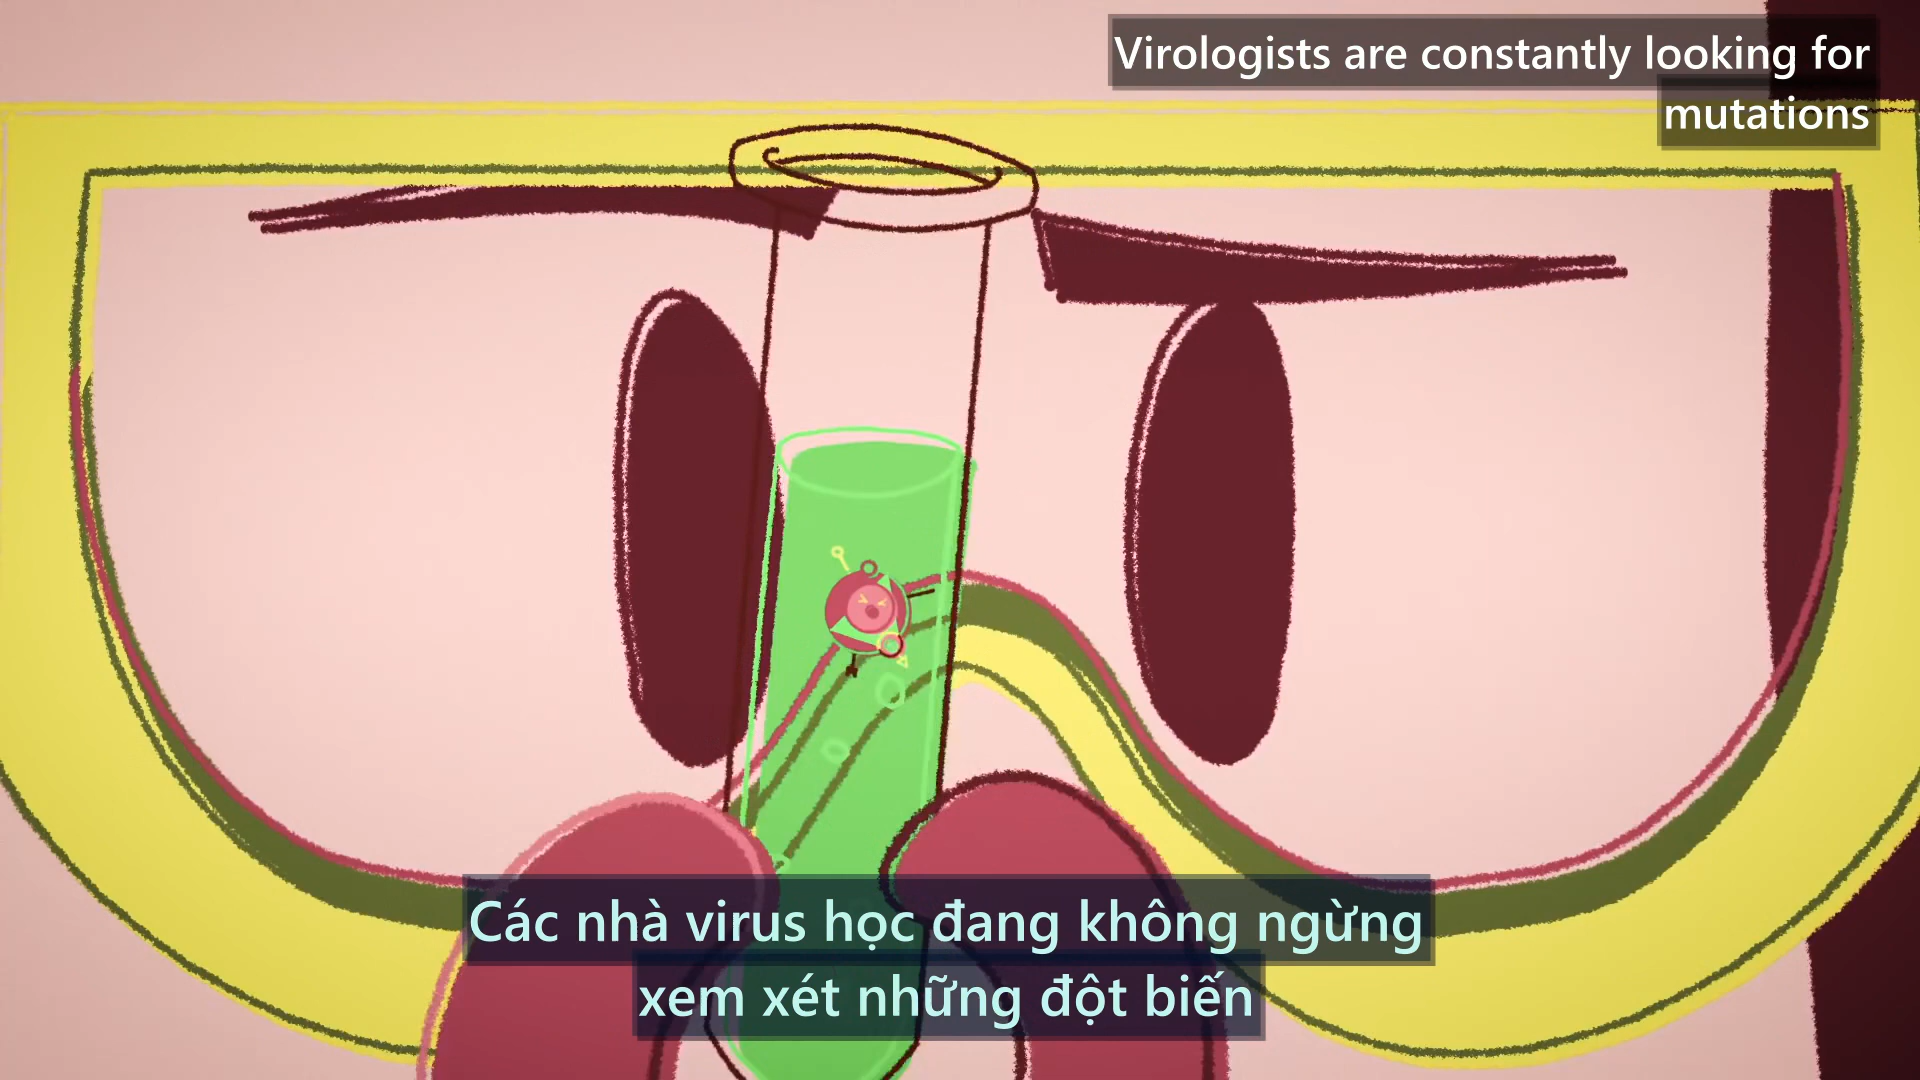 Virologists are constantly looking for
mutations
Các nhà virus học đang không ngừng
xem xét những đột biến